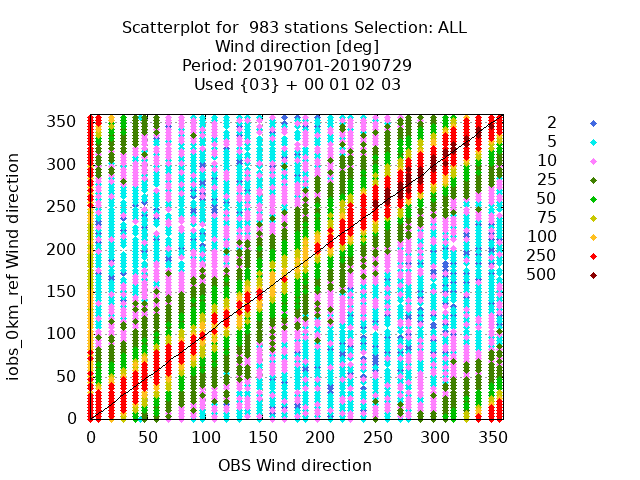 Scatterplot for  983 stations Selection: ALL
Wind direction [deg]
Period: 20190701-20190729
Used {03} + 00 01 02 03
350
300
250
200
150
100
50
0
iobs_0km_ref Wind direction
0 50 100 150 200 250 300 350
OBS Wind direction
2
5
10
25
50
75
100
250
500